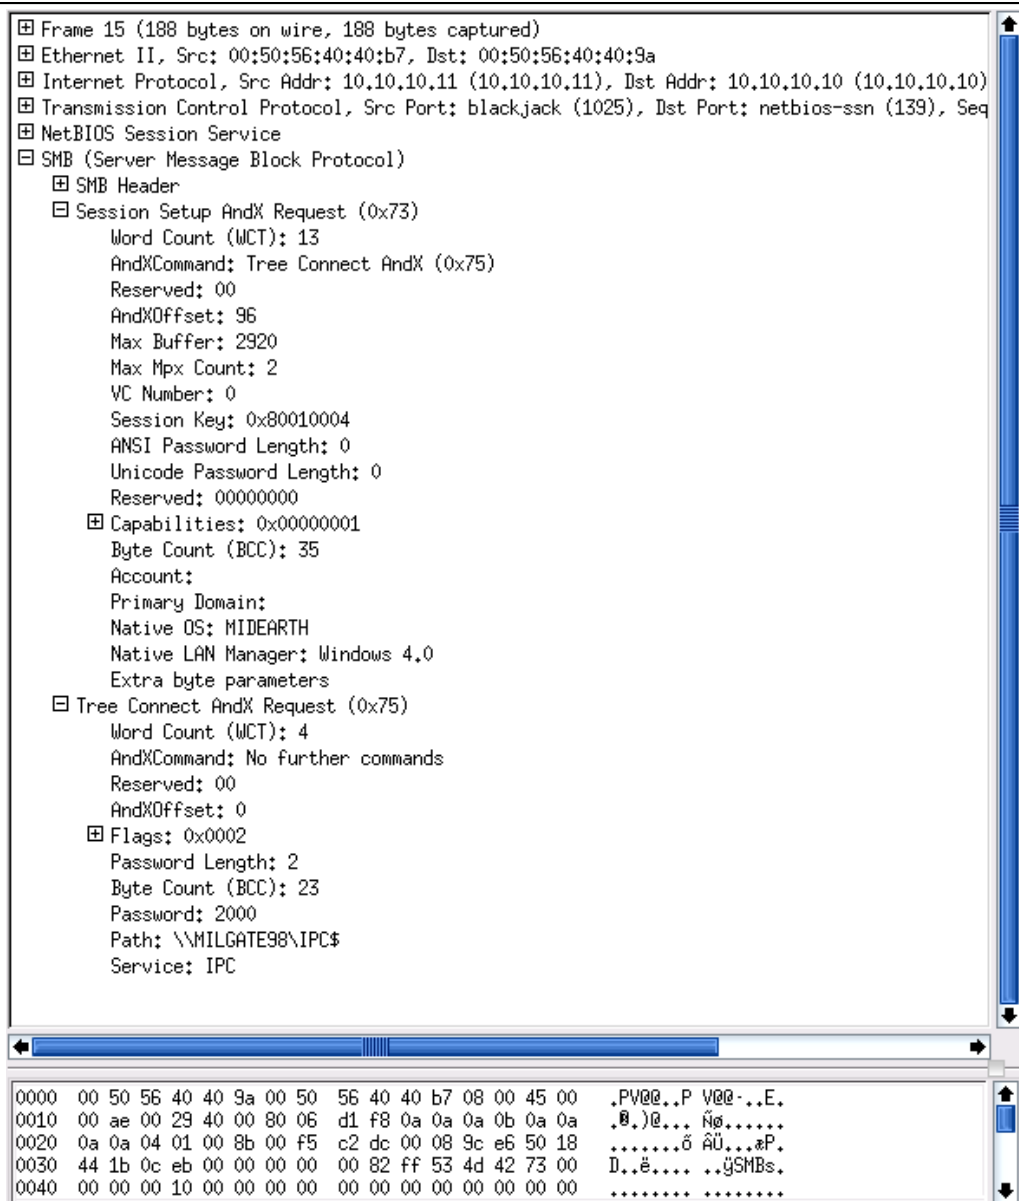 Frame 15 (188 bytes on wire, 188 bytes captured)
Ethernet II, Src: 00:50:56:40:40:b7, Dst: 00:50:56:40:40:9a
Internet Protocol, Src Addr: 10.10.10.11 (10.10.10.11), Dst Addr: 10.10.10.10 (10.10.10.10)
Transmission Control Protocol, Src Port: blackjack (1025), Dst Port: netbios-ssn (139), Seq
NetBIOS Session Service
SMB (Server Message Block Protocol)
SMB Header
Session Setup AndX Request (0x73)
Word Count (WCT): 13
AndXCommand: Tree Connect AndX (0x75)
Reserved: 00
AndXOffset: 96
Max Buffer: 2920
Max Mpx Count: 2
VC Number: 0
Session Key: 0x80010004
ANSI Password Length: 0
Unicode Password Length: 0
Reserved: 00000000
Capabilities: 0x00000001
Byte Count (BCC): 35
Account:
Primary Domain:
Native OS: MIDEARTH
Native LAN Manager: Windows 4.0
Extra byte parameters
Tree Connect AndX Request (0x75)
Word Count (WCT): 4
AndXCommand: No further commands
Reserved: 00
AndXOffset: 0
Flags: 0x0002
Password Length: 2
Byte Count (BCC): 23
Password: 2000
Path: \\MILGATE98\IPC$
Service: IPC
0000 00 50 56 40 40 9a 00 50 56 40 40 b7 08 00 45 00 .PV@@..P V@@·..E.
0010 00 ae 00 29 40 00 80 06 d1 f8 0a 0a 0a 0b 0a 0a .®.)@... Ñø......
0020 0a 0a 04 01 00 8b 00 f5 c2 dc 00 08 9c e6 50 18 .......õ ÂÜ...æP.
0030 44 1b 0c eb 00 00 00 00 00 82 ff 53 4d 42 73 00 D..ë.... ..ÿSMBs.
0040 00 00 00 10 00 00 00 00 00 00 00 00 00 00 00 00 ........ ........